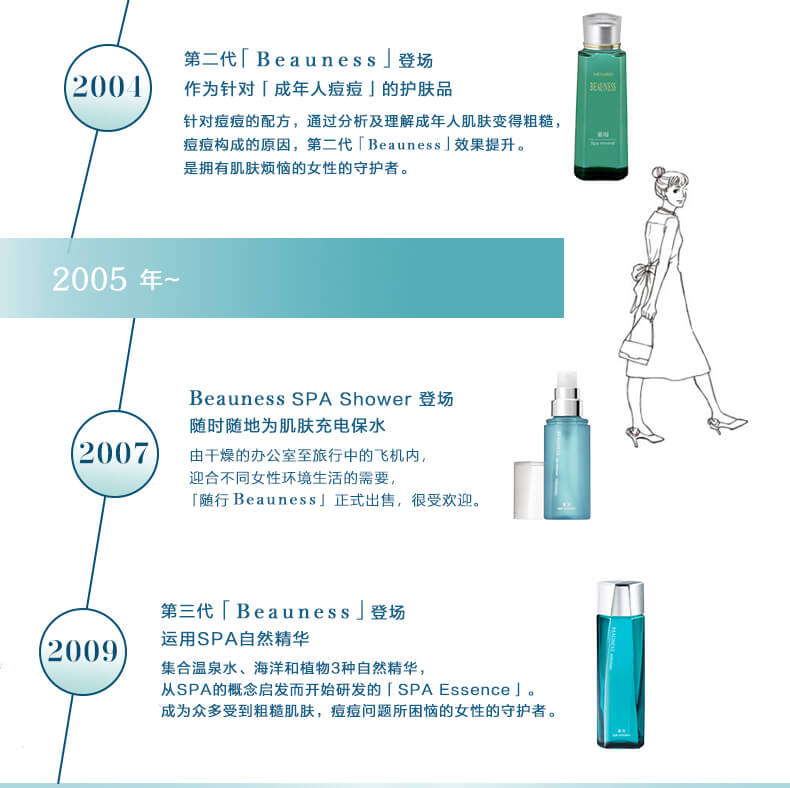 2004
第二代「Beauness」登场
作为针对「成年人痘痘」的护肤品
针对痘痘的配方，通过分析及理解成年人肌肤变得粗糙，
痘痘构成的原因，第二代「Beauness」效果提升。
是拥有肌肤烦恼的女性的守护者。
BEAUNESS
2005 年~
2007
Beauness SPA Shower 登场
随时随地为肌肤充电保水
由干燥的办公室至旅行中的飞机内，
迎合不同女性环境生活的需要，
「随行Beauness」正式出售，很受欢迎。
2009
第三代「Beauness」登场
运用SPA自然精华
集合温泉水、海洋和植物3种自然精华，
从SPA的概念启发而开始研发的「SPA Essence」。
成为众多受到粗糙肌肤，痘痘问题所困恼的女性的守护者。